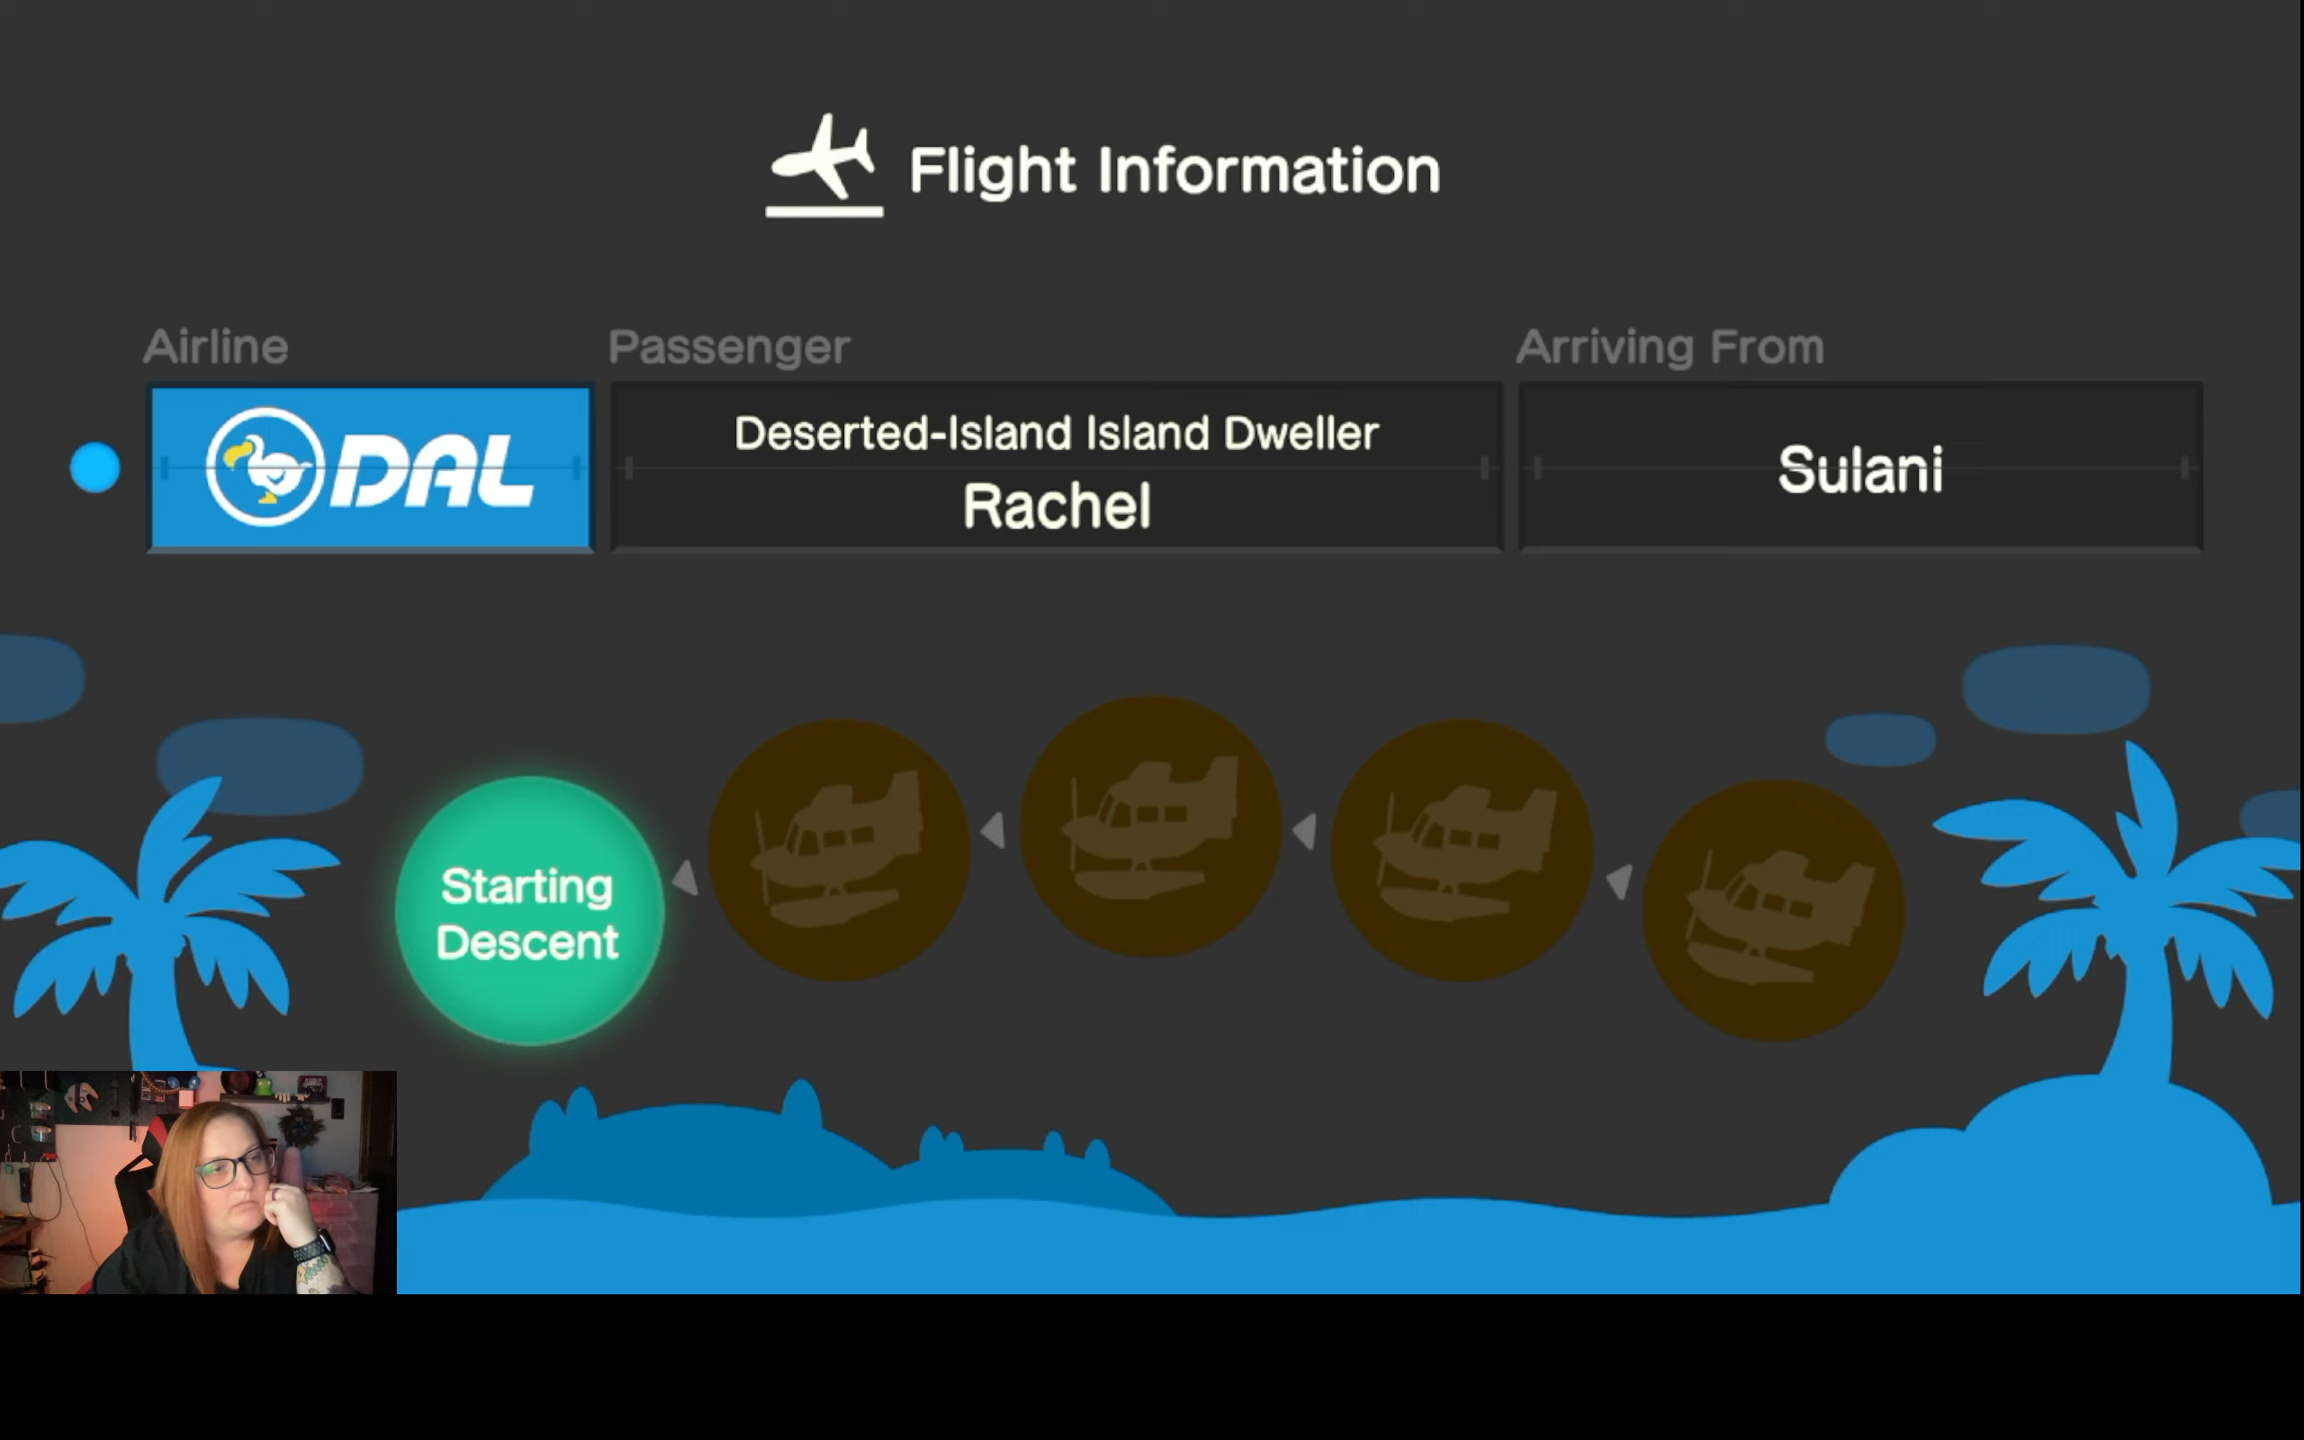 Flight Information
Airline
Passenger
Arriving From
DAL
Deserted-Island Island Dweller
Rachel
Sulani
Starting
Descent